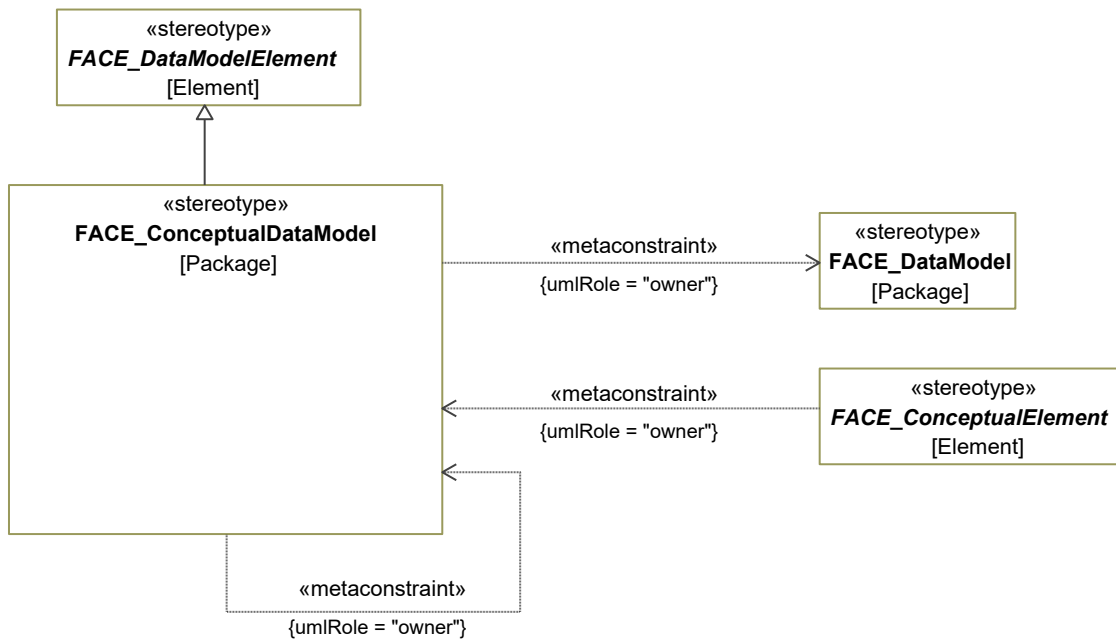 «stereotype»
FACE_DataModelElement
[Element]
«stereotype»
FACE_ConceptualDataModel
[Package]
«metaconstraint»
{umlRole = "owner"}
«stereotype»
FACE_DataModel
[Package]
«metaconstraint»
{umlRole = "owner"}
«stereotype»
FACE_ConceptualElement
[Element]
«metaconstraint»
{umlRole = "owner"}